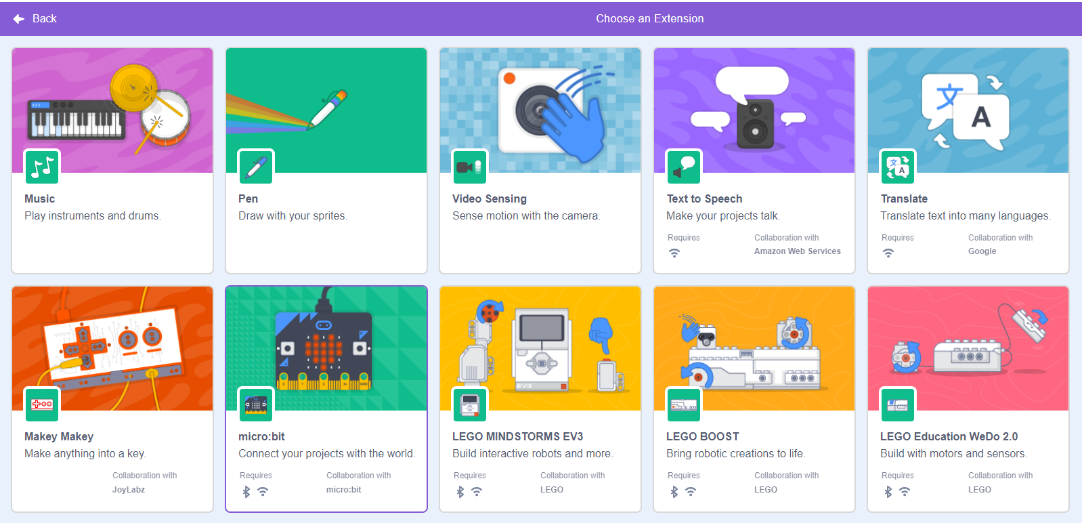 Back
Choose an Extension
文
A
Music
Play instruments and drums.
Pen
Draw with your sprites.
Video Sensing
Sense motion with the camera.
Text to Speech
Make your projects talk.
Requires
Collaboration with
Amazon Web Services
Translate
Translate text into many languages.
Requires
Collaboration with
Google
Makey Makey
Make anything into a key.
Collaboration with
JoyLabz
micro:bit
Connect your projects with the world.
Requires
Collaboration with
micro:bit
LEGO MINDSTORMS EV3
Build interactive robots and more.
Requires
Collaboration with
LEGO
LEGO BOOST
Bring robotic creations to life.
Requires
Collaboration with
LEGO
LEGO Education WeDo 2.0
Build with motors and sensors.
Requires
Collaboration with
LEGO